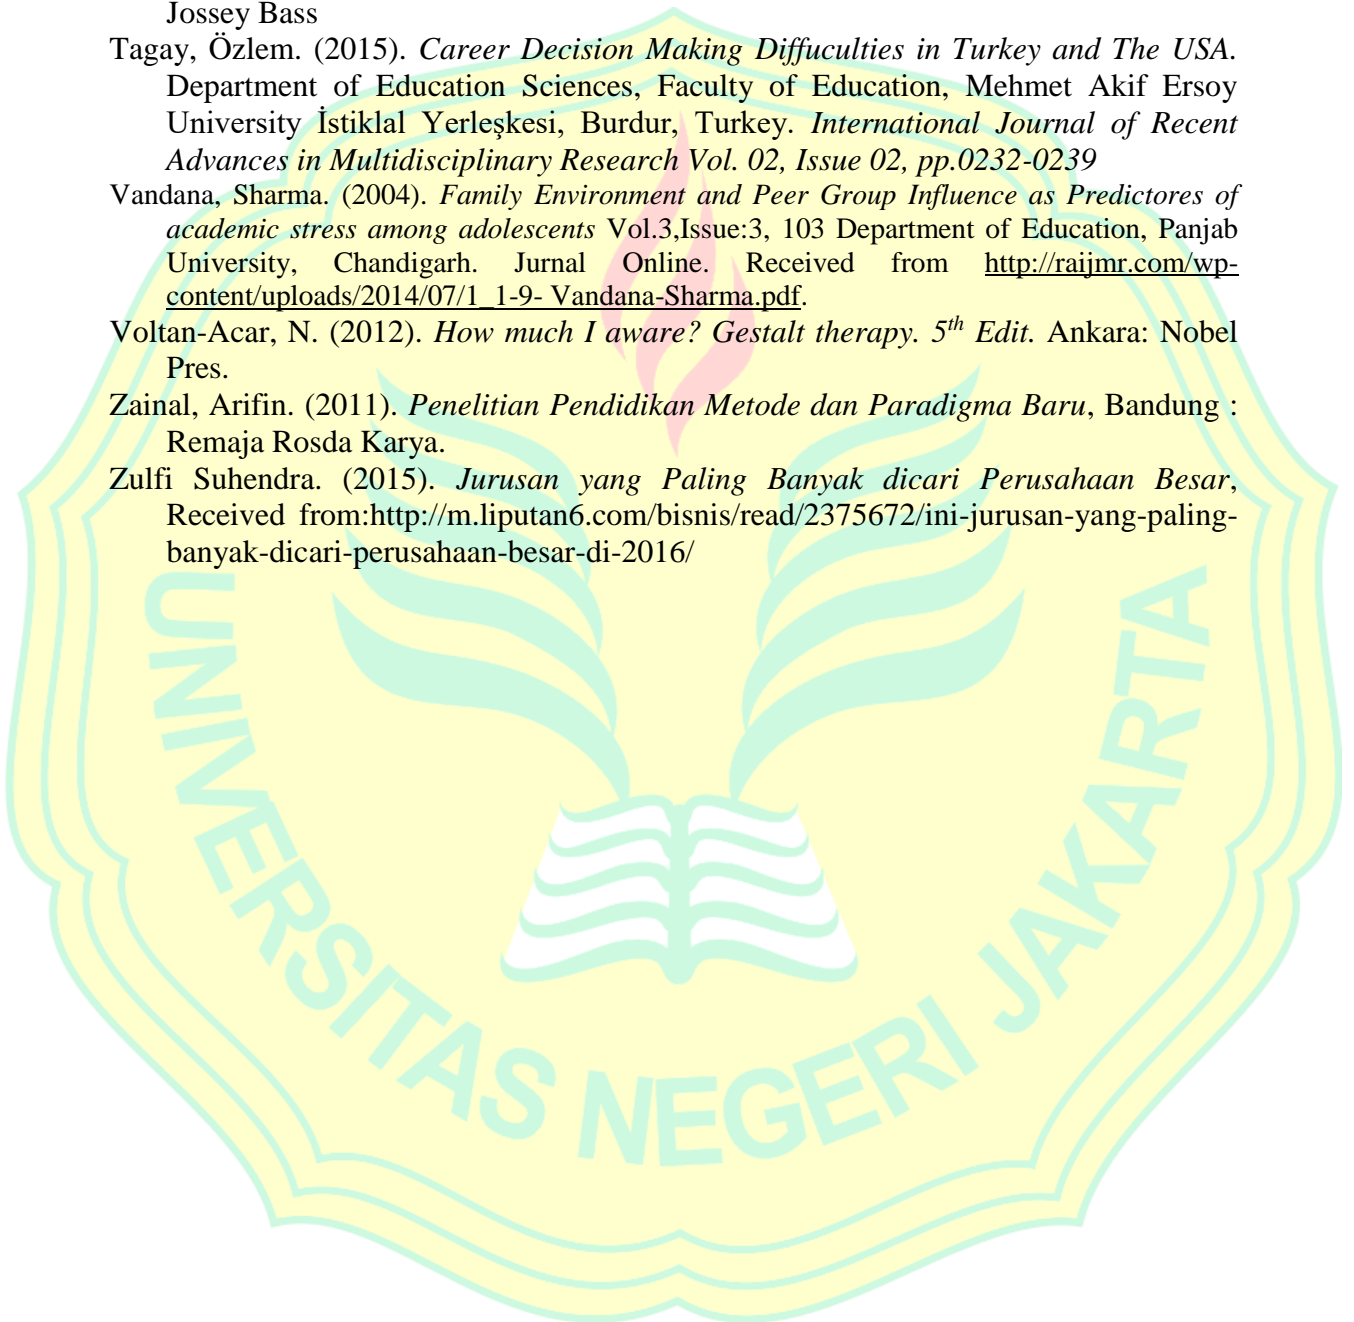 Jossey Bass
Tagay, Özlem. (2015). Career Decision Making Diffuculties in Turkey and The USA.
Department of Education Sciences, Faculty of Education, Mehmet Akif Ersoy
University İstiklal Yerleşkesi, Burdur, Turkey. International Journal of Recent
Advances in Multidisciplinary Research Vol. 02, Issue 02, pp.0232-0239
Vandana, Sharma. (2004). Family Environment and Peer Group Influence as Predictores of
academic stress among adolescents Vol.3,Issue:3, 103 Department of Education, Panjab
University, Chandigarh. Jurnal Online. Received from http://raijmr.com/wp-
content/uploads/2014/07/1_1-9- Vandana-Sharma.pdf.
Voltan-Acar, N. (2012). How much I aware? Gestalt therapy. 5th Edit. Ankara: Nobel
Pres.
Zainal, Arifin. (2011). Penelitian Pendidikan Metode dan Paradigma Baru, Bandung :
Remaja Rosda Karya.
Zulfi Suhendra. (2015). Jurusan yang Paling Banyak dicari Perusahaan Besar,
Received from:http://m.liputan6.com/bisnis/read/2375672/ini-jurusan-yang-paling-
banyak-dicari-perusahaan-besar-di-2016/
UNIVERSITAS NEGERI JAKARTA